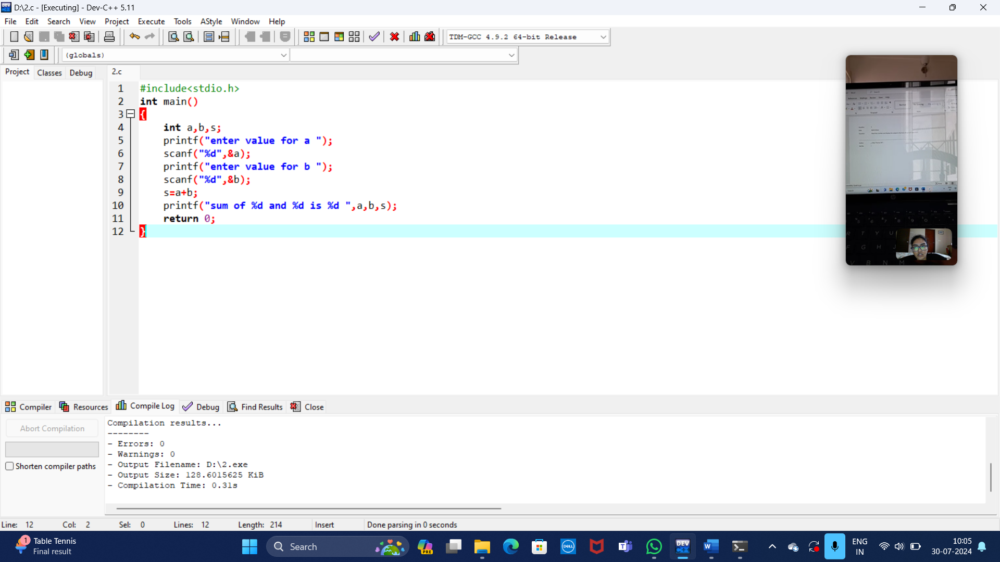 D:\2.c - [Executing] - Dev-C++ 5.11
File Edit Search View Project Execute Tools AStyle Window Help
TDM-GCC 4.9.2 64-bit Release
(globals)
Project Classes Debug 2.c
1 #include<stdio.h>
2 int main()
3 {
4 int a,b,s;
5 printf("enter value for a ");
6 scanf("%d",&a);
7 printf("enter value for b ");
8 scanf("%d",&b);
9 s=a+b;
10 printf("sum of %d and %d is %d ",a,b,s);
11 return 0;
12 }
Compiler Resources Compile Log Debug Find Results Close
Abort Compilation
Shorten compiler paths
Compilation results...
--------
- Errors: 0
- Warnings: 0
- Output Filename: D:\2.exe
- Output Size: 128.6015625 KiB
- Compilation Time: 0.31s
Line: 12 Col: 2 Sel: 0 Lines: 12 Length: 214 Insert Done parsing in 0 seconds
1 Table Tennis
Final result
Search
PRE
DELL
DEV
ENG
IN
10:05
30-07-2024